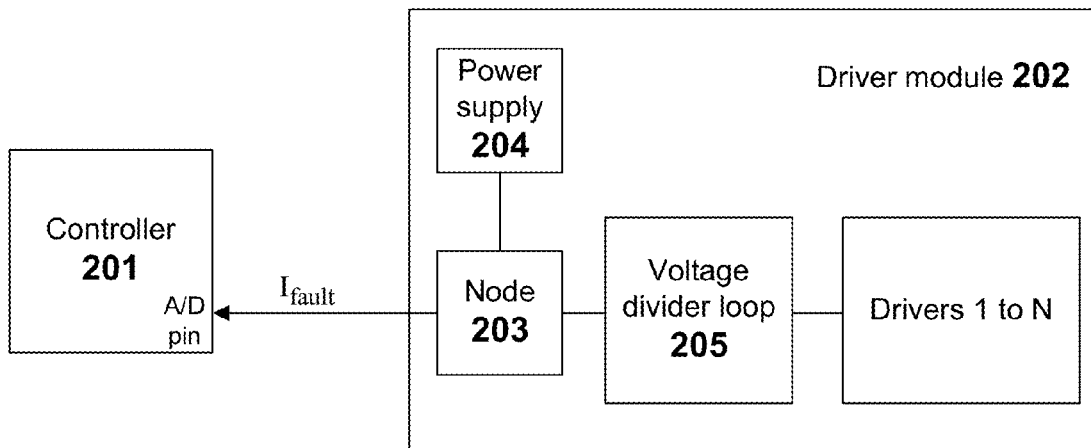 Power
supply
204
Driver module 202
Controller
201
A/D
pin
I_fault
Node
203
Voltage
divider loop
205
Drivers 1 to N